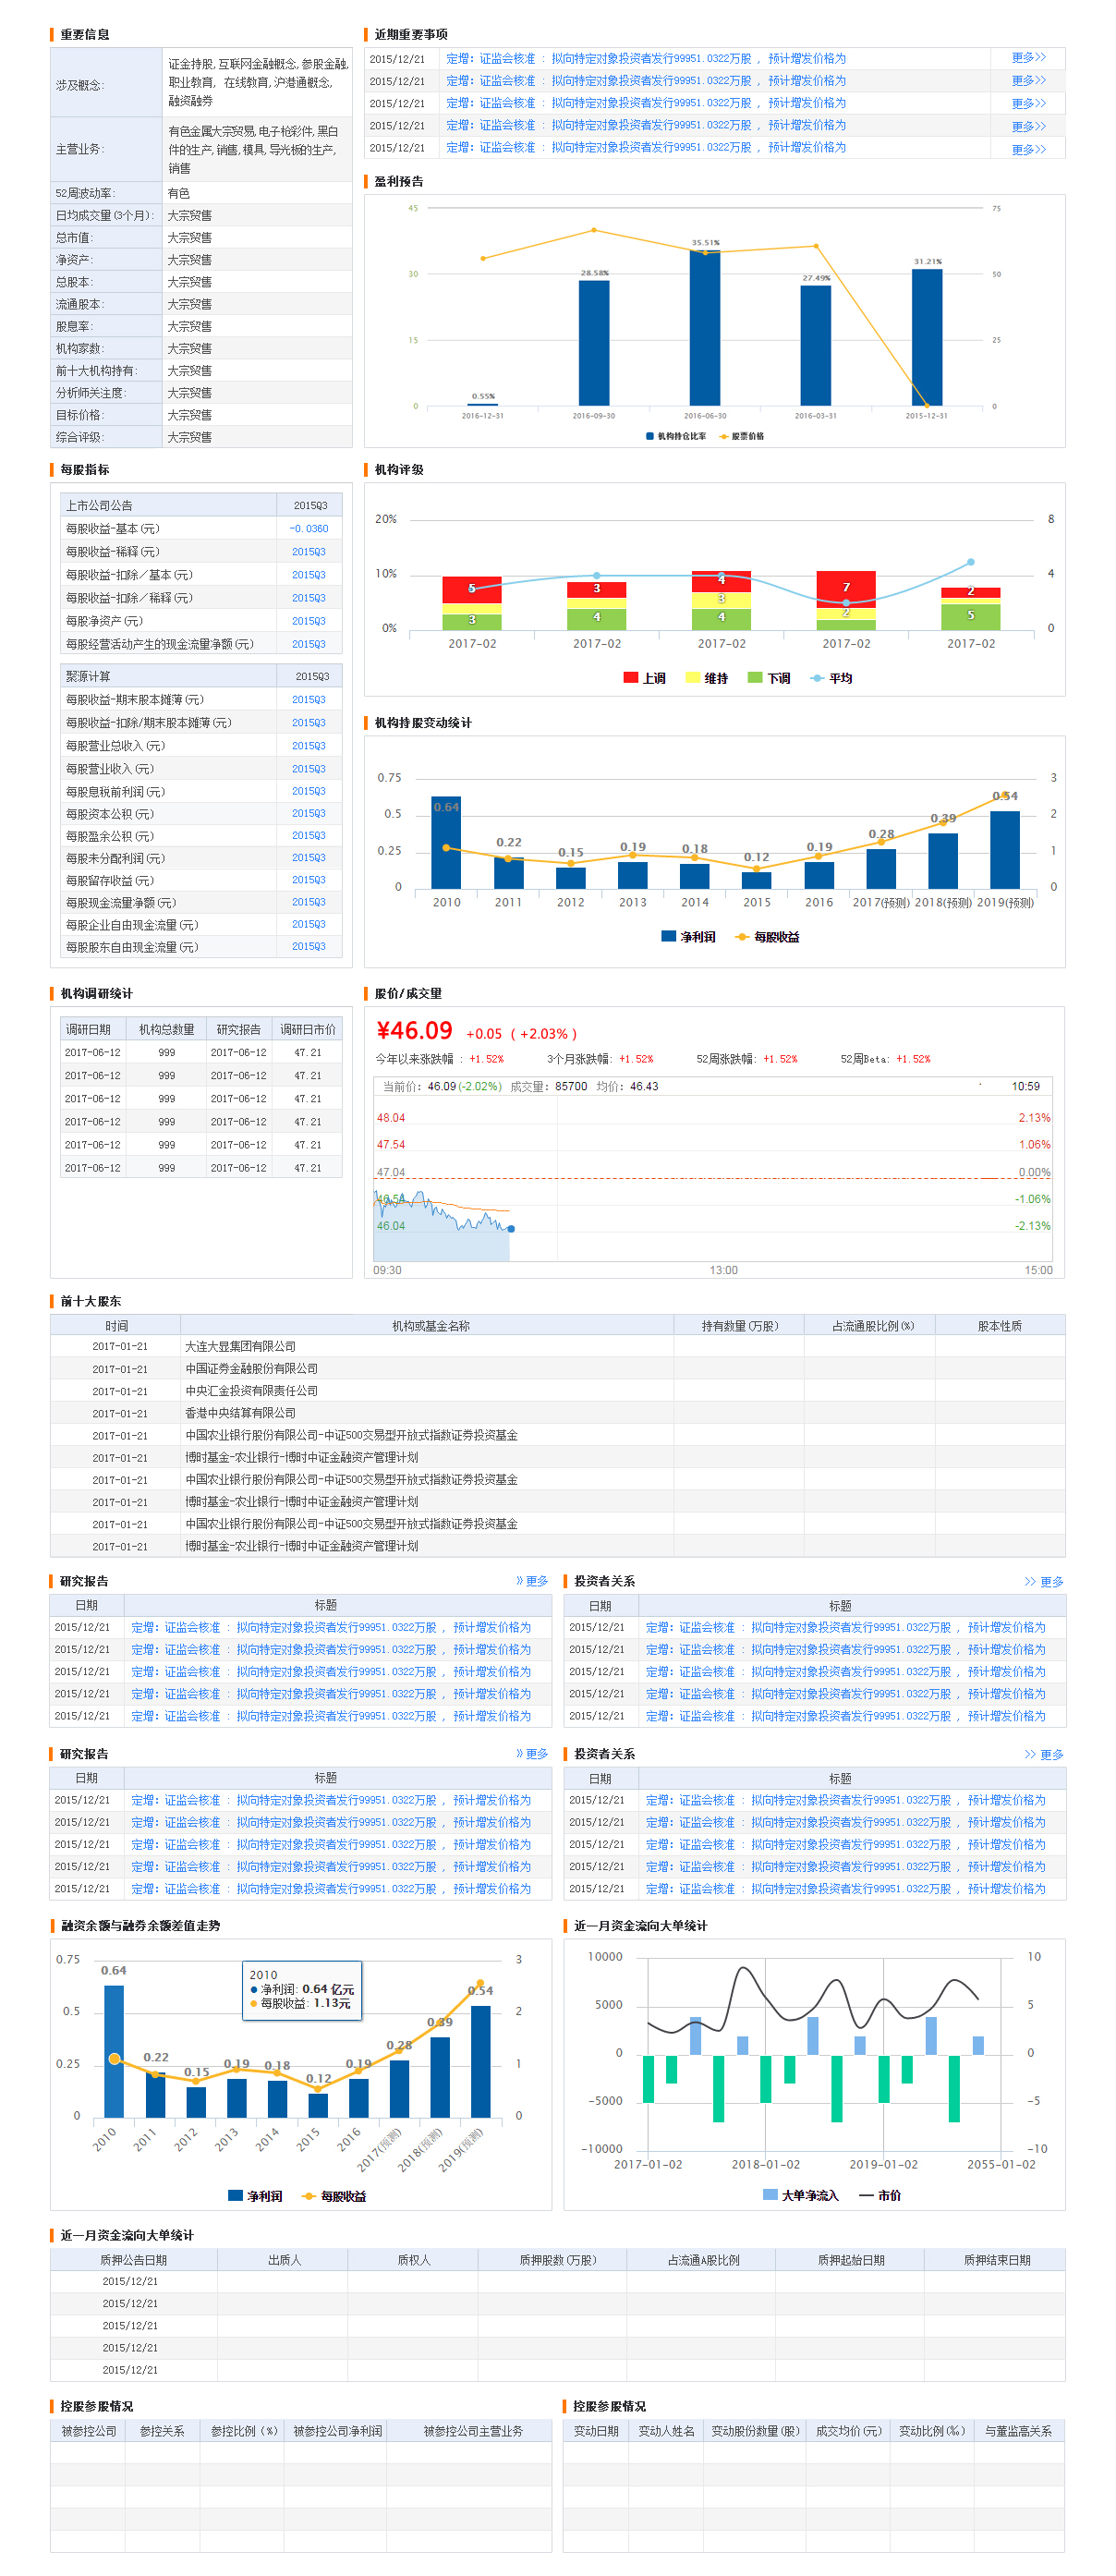 重要信息
涉及概念:
证金持股, 互联网金融概念, 参股金融,
职业教育, 在线教育, 沪港通概念,
融资融券
主营业务:
有色金属大宗贸易, 电子枪彩件, 黑白
件的生产, 销售, 模具, 导光板的生产,
销售
52周波动率: 有色
日均成交量(3个月): 大宗贸售
总市值: 大宗贸售
净资产: 大宗贸售
总股本: 大宗贸售
流通股本: 大宗贸售
股息率: 大宗贸售
机构家数: 大宗贸售
前十大机构持有: 大宗贸售
分析师关注度: 大宗贸售
目标价格: 大宗贸售
综合评级: 大宗贸售
近期重要事项
2015/12/21 定增: 证监会核准 : 拟向特定对象投资者发行99951.0322万股 , 预计增发价格为 更多>>
2015/12/21 定增: 证监会核准 : 拟向特定对象投资者发行99951.0322万股 , 预计增发价格为 更多>>
2015/12/21 定增: 证监会核准 : 拟向特定对象投资者发行99951.0322万股 , 预计增发价格为 更多>>
2015/12/21 定增: 证监会核准 : 拟向特定对象投资者发行99951.0322万股 , 预计增发价格为 更多>>
2015/12/21 定增: 证监会核准 : 拟向特定对象投资者发行99951.0322万股 , 预计增发价格为 更多>>
盈利预告
45 75
35.51%
31.21%
30 28.58% 27.49% 50
15 25
0.55%
0 0
2016-12-31 2016-09-30 2016-06-30 2016-03-31 2015-12-31
机构持仓比率 股票价格
每股指标
上市公司公告 2015Q3
每股收益-基本(元) -0.0360
每股收益-稀释(元) 2015Q3
每股收益-扣除/基本(元) 2015Q3
每股收益-扣除/稀释(元) 2015Q3
每股净资产(元) 2015Q3
每股经营活动产生的现金流量净额(元) 2015Q3
聚源计算 2015Q3
每股收益-期末股本摊薄(元) 2015Q3
每股收益-扣除/期末股本摊薄(元) 2015Q3
每股营业总收入(元) 2015Q3
每股营业收入(元) 2015Q3
每股息税前利润(元) 2015Q3
每股资本公积(元) 2015Q3
每股盈余公积(元) 2015Q3
每股未分配利润(元) 2015Q3
每股留存收益(元) 2015Q3
每股现金流量净额(元) 2015Q3
每股企业自由现金流量(元) 2015Q3
每股股东自由现金流量(元) 2015Q3
机构评级
20% 8
10% 4
5 3 4 7 2
3
3 4 4 2 5
0% 0
2017-02 2017-02 2017-02 2017-02 2017-02
上调 维持 下调 平均
机构持股变动统计
0.75 3
0.5 2
0.25 1
0 0
0.64 0.22 0.15 0.19 0.18 0.12 0.19 0.28 0.39 0.54
2010 2011 2012 2013 2014 2015 2016 2017(预测) 2018(预测) 2019(预测)
净利润 每股收益
机构调研统计
调研日期 机构总数量 研究报告 调研日市价
2017-06-12 999 2017-06-12 47.21
2017-06-12 999 2017-06-12 47.21
2017-06-12 999 2017-06-12 47.21
2017-06-12 999 2017-06-12 47.21
2017-06-12 999 2017-06-12 47.21
2017-06-12 999 2017-06-12 47.21
股价/成交量
¥46.09 +0.05 ( +2.03% )
今年以来涨跌幅 : +1.52% 3个月涨跌幅: +1.52% 52周涨跌幅: +1.52% 52周Beta: +1.52%
当前价: 46.09(-2.02%) 成交量: 85700 均价: 46.43 10:59
48.04 2.13%
47.54 1.06%
47.04 0.00%
46.54 -1.06%
46.04 -2.13%
09:30 13:00 15:00
前十大股东
时间 机构或基金名称 持有数量(万股) 占流通股比例(%) 股本性质
2017-01-21 大连大显集团有限公司
2017-01-21 中国证券金融股份有限公司
2017-01-21 中央汇金投资有限责任公司
2017-01-21 香港中央结算有限公司
2017-01-21 中国农业银行股份有限公司-中证500交易型开放式指数证券投资基金
2017-01-21 博时基金-农业银行-博时中证金融资产管理计划
2017-01-21 中国农业银行股份有限公司-中证500交易型开放式指数证券投资基金
2017-01-21 博时基金-农业银行-博时中证金融资产管理计划
2017-01-21 中国农业银行股份有限公司-中证500交易型开放式指数证券投资基金
2017-01-21 博时基金-农业银行-博时中证金融资产管理计划
研究报告 >>更多
日期 标题
2015/12/21 定增: 证监会核准 : 拟向特定对象投资者发行99951.0322万股 , 预计增发价格为
2015/12/21 定增: 证监会核准 : 拟向特定对象投资者发行99951.0322万股 , 预计增发价格为
2015/12/21 定增: 证监会核准 : 拟向特定对象投资者发行99951.0322万股 , 预计增发价格为
2015/12/21 定增: 证监会核准 : 拟向特定对象投资者发行99951.0322万股 , 预计增发价格为
2015/12/21 定增: 证监会核准 : 拟向特定对象投资者发行99951.0322万股 , 预计增发价格为
投资者关系 >> 更多
日期 标题
2015/12/21 定增: 证监会核准 : 拟向特定对象投资者发行99951.0322万股 , 预计增发价格为
2015/12/21 定增: 证监会核准 : 拟向特定对象投资者发行99951.0322万股 , 预计增发价格为
2015/12/21 定增: 证监会核准 : 拟向特定对象投资者发行99951.0322万股 , 预计增发价格为
2015/12/21 定增: 证监会核准 : 拟向特定对象投资者发行99951.0322万股 , 预计增发价格为
2015/12/21 定增: 证监会核准 : 拟向特定对象投资者发行99951.0322万股 , 预计增发价格为
研究报告 >>更多
日期 标题
2015/12/21 定增: 证监会核准 : 拟向特定对象投资者发行99951.0322万股 , 预计增发价格为
2015/12/21 定增: 证监会核准 : 拟向特定对象投资者发行99951.0322万股 , 预计增发价格为
2015/12/21 定增: 证监会核准 : 拟向特定对象投资者发行99951.0322万股 , 预计增发价格为
2015/12/21 定增: 证监会核准 : 拟向特定对象投资者发行99951.0322万股 , 预计增发价格为
2015/12/21 定增: 证监会核准 : 拟向特定对象投资者发行99951.0322万股 , 预计增发价格为
投资者关系 >> 更多
日期 标题
2015/12/21 定增: 证监会核准 : 拟向特定对象投资者发行99951.0322万股 , 预计增发价格为
2015/12/21 定增: 证监会核准 : 拟向特定对象投资者发行99951.0322万股 , 预计增发价格为
2015/12/21 定增: 证监会核准 : 拟向特定对象投资者发行99951.0322万股 , 预计增发价格为
2015/12/21 定增: 证监会核准 : 拟向特定对象投资者发行99951.0322万股 , 预计增发价格为
2015/12/21 定增: 证监会核准 : 拟向特定对象投资者发行99951.0322万股 , 预计增发价格为
融资余额与融券余额差值走势
0.75 3
0.5 2
0.25 1
0 0
2010
净利润: 0.64 亿元
每股收益: 1.13元
0.64 0.22 0.15 0.19 0.18 0.12 0.19 0.28 0.39 0.54
2010 2011 2012 2013 2014 2015 2016 2017(预测) 2018(预测) 2019(预测)
净利润 每股收益
近一月资金流向大单统计
10000 10
5000 5
0 0
-5000 -5
-10000 -10
2017-01-02 2018-01-02 2019-01-02 2055-01-02
大单净流入 市价
近一月资金流向大单统计
质押公告日期 出质人 质权人 质押股数(万股) 占流通A股比例 质押起始日期 质押结束日期
2015/12/21
2015/12/21
2015/12/21
2015/12/21
2015/12/21
控股参股情况
被参控公司 参控关系 参控比例(%) 被参控公司净利润 被参控公司主营业务
控股参股情况
变动日期 变动人姓名 变动股份数量(股) 成交均价(元) 变动比例(‰) 与董监高关系